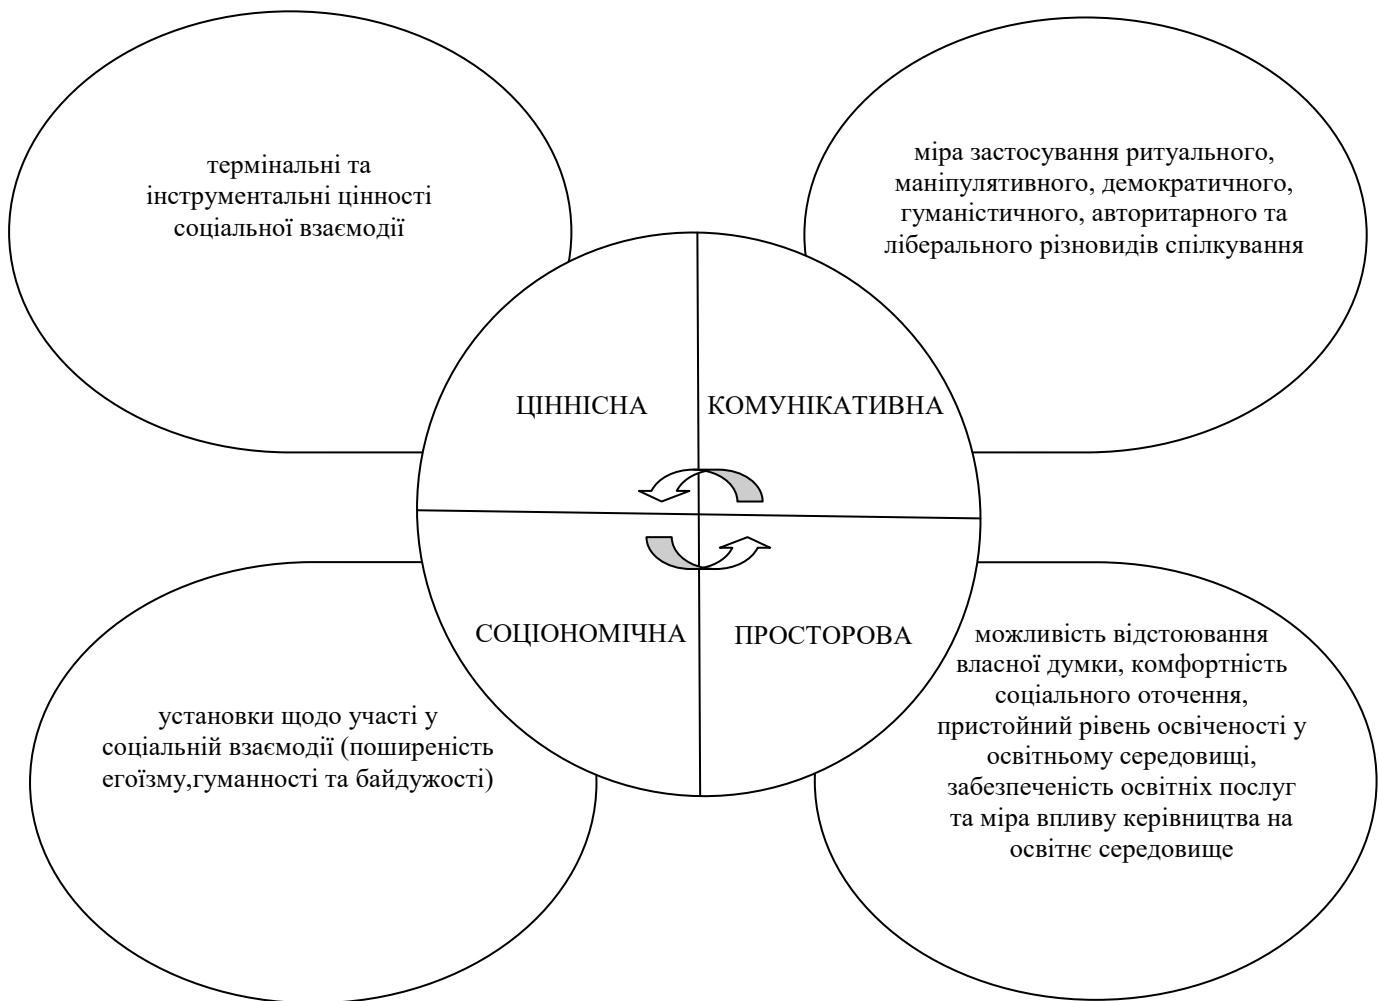 термінальні та
інструментальні цінності
соціальної взаємодії
міра застосування ритуального,
маніпулятивного, демократичного,
гуманістичного, авторитарного та
ліберального різновидів спілкування
ЦІННІСНА
КОМУНІКАТИВНА
СОЦІОНОМІЧНА
ПРОСТОРОВА
установки щодо участі у
соціальній взаємодії (поширеність
егоїзму,гуманності та байдужості)
можливість відстоювання
власної думки, комфортність
соціального оточення,
пристойний рівень освіченості у
освітньому середовищі,
забезпеченість освітніх послуг
та міра впливу керівництва на
освітнє середовище